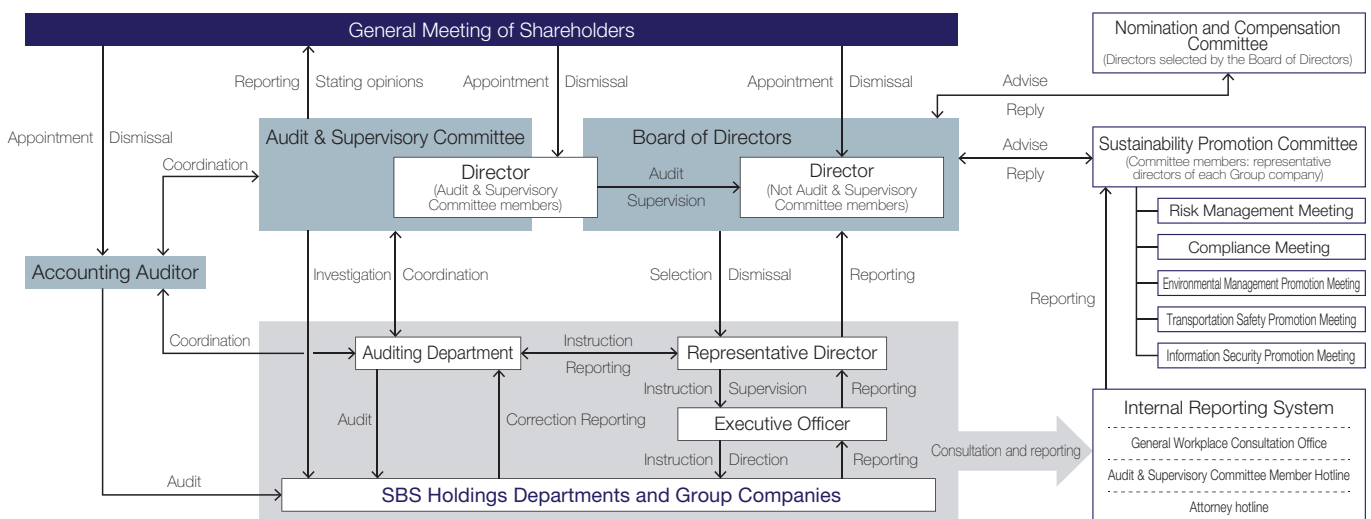 General Meeting of Shareholders
Nomination and Compensation
Committee
(Directors selected by the Board of Directors)
Reporting
Stating opinions
Appointment
Dismissal
Appointment
Dismissal
Advise
Reply
Appointment
Dismissal
Audit & Supervisory Committee
Board of Directors
Coordination
Director
(Audit & Supervisory
Committee members)
Audit
Supervision
Director
(Not Audit & Supervisory
Committee members)
Advise
Reply
Sustainability Promotion Committee
(Committee members: representative
directors of each Group company)
Risk Management Meeting
Compliance Meeting
Environmental Management Promotion Meeting
Transportation Safety Promotion Meeting
Information Security Promotion Meeting
Accounting Auditor
Investigation
Coordination
Selection
Dismissal
Reporting
Reporting
Coordination
Auditing Department
Instruction
Reporting
Representative Director
Instruction
Supervision
Reporting
Audit
Correction Reporting
Executive Officer
Instruction
Direction
Reporting
Consultation and reporting
Internal Reporting System
General Workplace Consultation Office
Audit & Supervisory Committee Member Hotline
Attorney hotline
Audit
SBS Holdings Departments and Group Companies